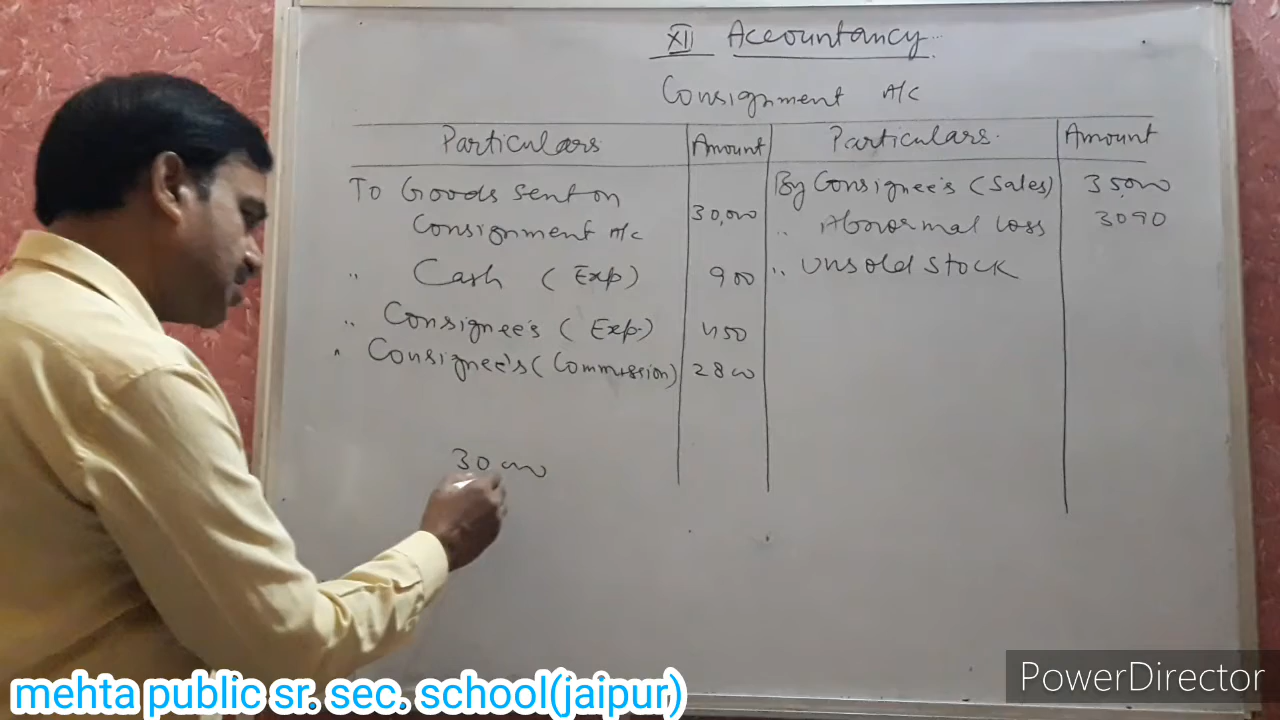 XII Accountancy
Consignment A/c
Particulars Amount Particulars Amount
To Goods sent on
Consignment A/c 30,000
" Cash (Exp) 900
" Consignee's (Exp.) 450
" Consignee's (Commission) 2800
By Consignee's (Sales) 35,000
" Abnormal loss 3090
" Unsold Stock
30000
mehta public sr. sec. school(jaipur)
PowerDirector